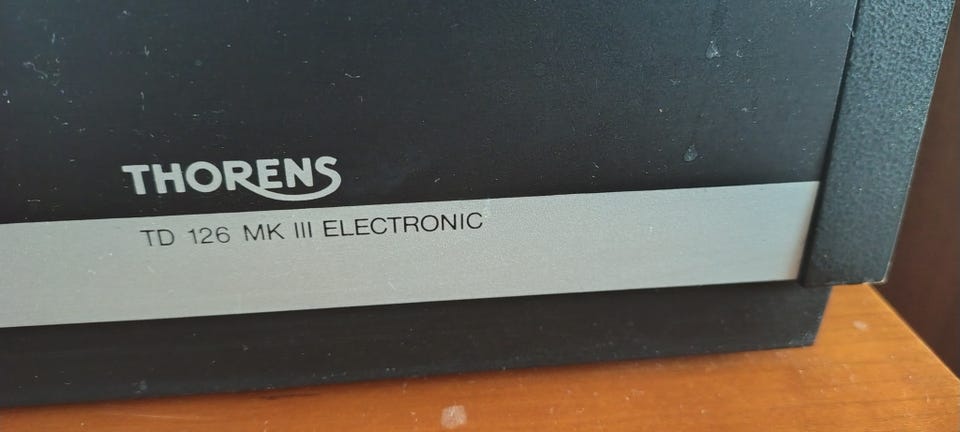 THORENS
TD 126 MK III ELECTRONIC